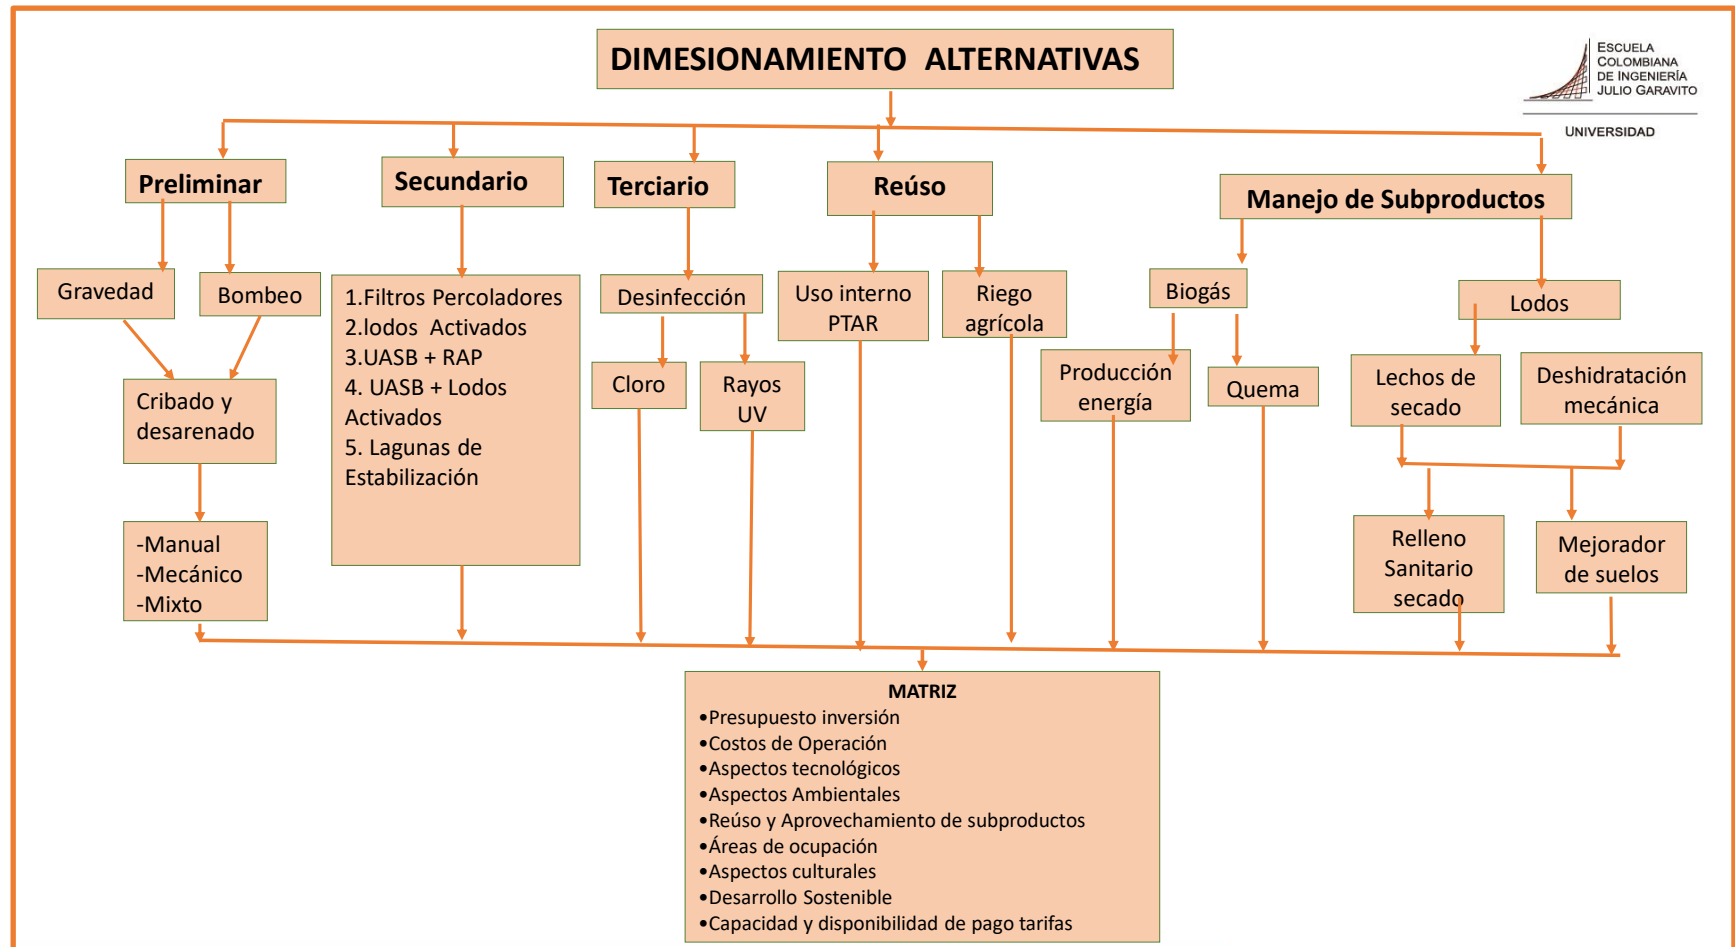 DIMESIONAMIENTO ALTERNATIVAS
ESCUELA
COLOMBIANA
DE INGENIERÍA
JULIO GARAVITO
UNIVERSIDAD
Preliminar
Secundario
Terciario
Reúso
Manejo de Subproductos
Gravedad
Bombeo
1.Filtros Percoladores
2.lodos Activados
3.UASB + RAP
4. UASB + Lodos
Activados
5. Lagunas de
Estabilización
Desinfección
Uso interno
PTAR
Riego
agrícola
Biogás
Lodos
Cribado y
desarenado
Cloro
Rayos
UV
Producción
energía
Quema
Lechos de
secado
Deshidratación
mecánica
-Manual
-Mecánico
-Mixto
Relleno
Sanitario
secado
Mejorador
de suelos
MATRIZ
•Presupuesto inversión
•Costos de Operación
•Aspectos tecnológicos
•Aspectos Ambientales
•Reúso y Aprovechamiento de subproductos
•Áreas de ocupación
•Aspectos culturales
•Desarrollo Sostenible
•Capacidad y disponibilidad de pago tarifas